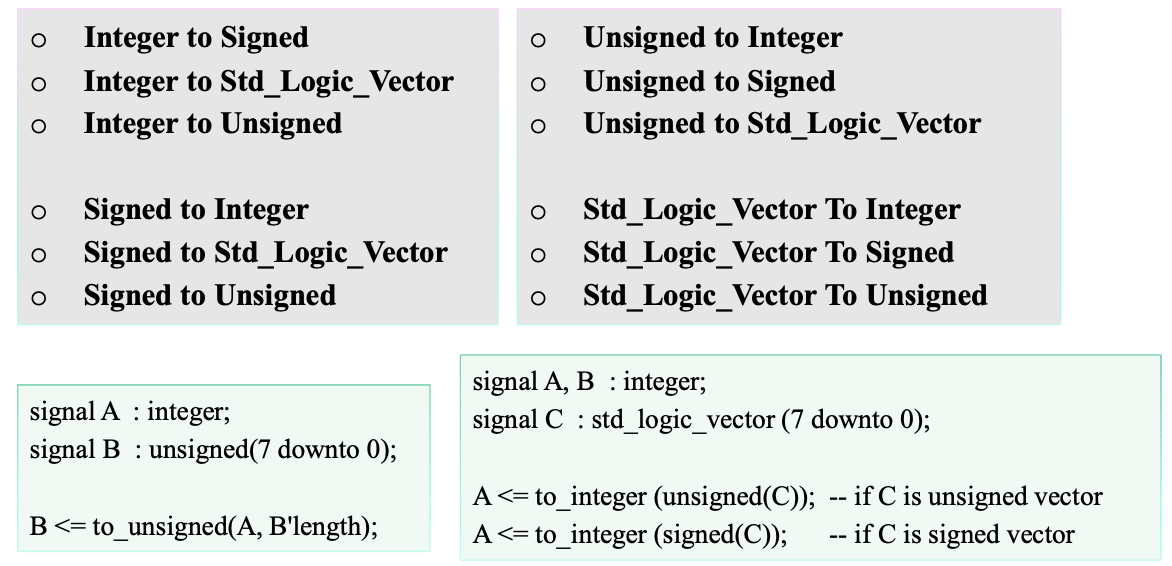 ○ Integer to Signed
○ Integer to Std_Logic_Vector
○ Integer to Unsigned
○ Signed to Integer
○ Signed to Std_Logic_Vector
○ Signed to Unsigned
○ Unsigned to Integer
○ Unsigned to Signed
○ Unsigned to Std_Logic_Vector
○ Std_Logic_Vector To Integer
○ Std_Logic_Vector To Signed
○ Std_Logic_Vector To Unsigned
signal A : integer;
signal B : unsigned(7 downto 0);
B <= to_unsigned(A, B'length);
signal A, B : integer;
signal C : std_logic_vector (7 downto 0);
A <= to_integer (unsigned(C)); -- if C is unsigned vector
A <= to_integer (signed(C)); -- if C is signed vector